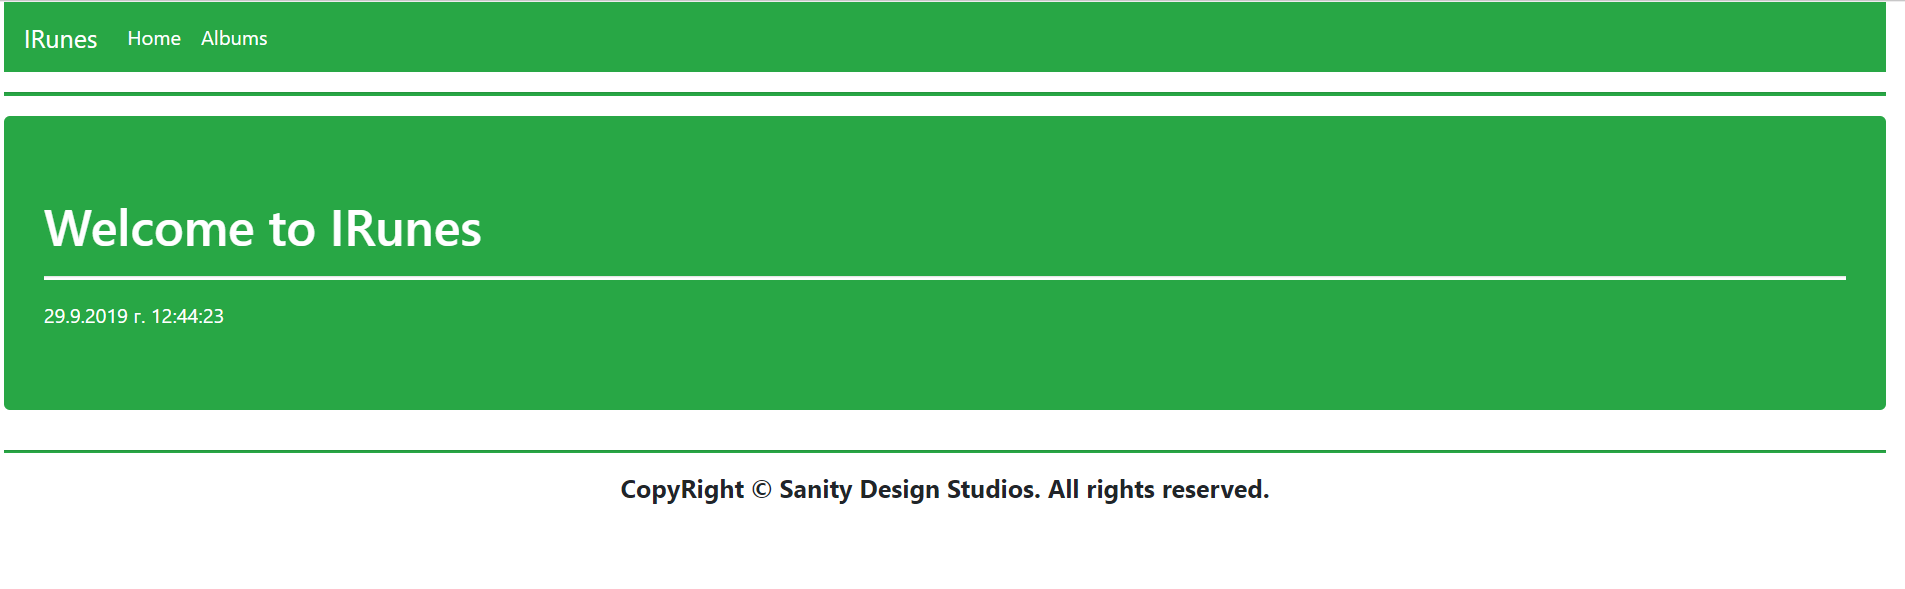 IRunes Home Albums
Welcome to IRunes
29.9.2019 г. 12:44:23
CopyRight © Sanity Design Studios. All rights reserved.